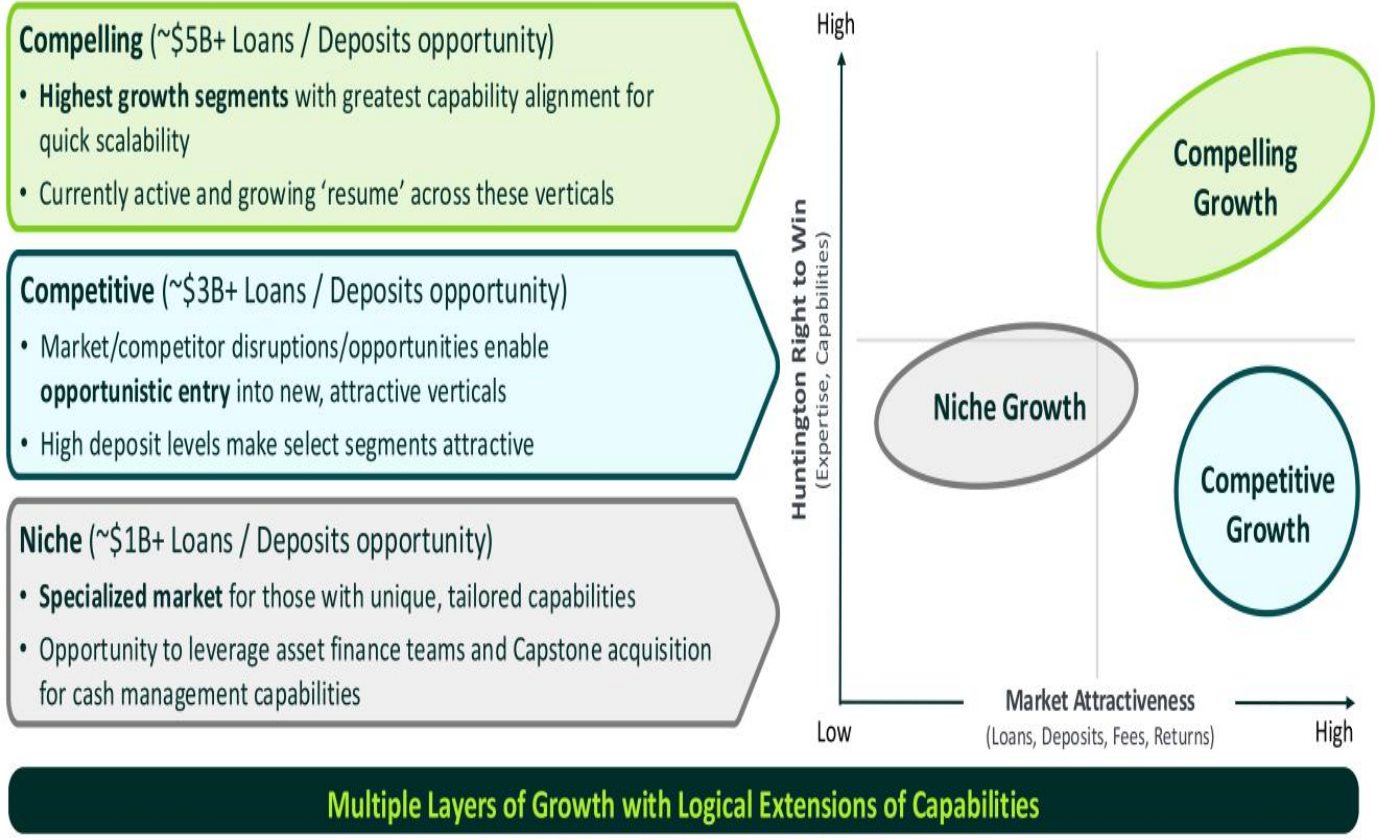 Compelling (~$5B+ Loans / Deposits opportunity)
• Highest growth segments with greatest capability alignment for
quick scalability
• Currently active and growing ‘resume’ across these verticals
Competitive (~$3B+ Loans / Deposits opportunity)
• Market/competitor disruptions/opportunities enable
opportunistic entry into new, attractive verticals
• High deposit levels make select segments attractive
Niche (~$1B+ Loans / Deposits opportunity)
• Specialized market for those with unique, tailored capabilities
• Opportunity to leverage asset finance teams and Capstone acquisition
for cash management capabilities
High
Huntington Right to Win
(Expertise, Capabilities)
Compelling
Growth
Niche Growth
Competitive
Growth
Low
Market Attractiveness
(Loans, Deposits, Fees, Returns)
High
Multiple Layers of Growth with Logical Extensions of Capabilities